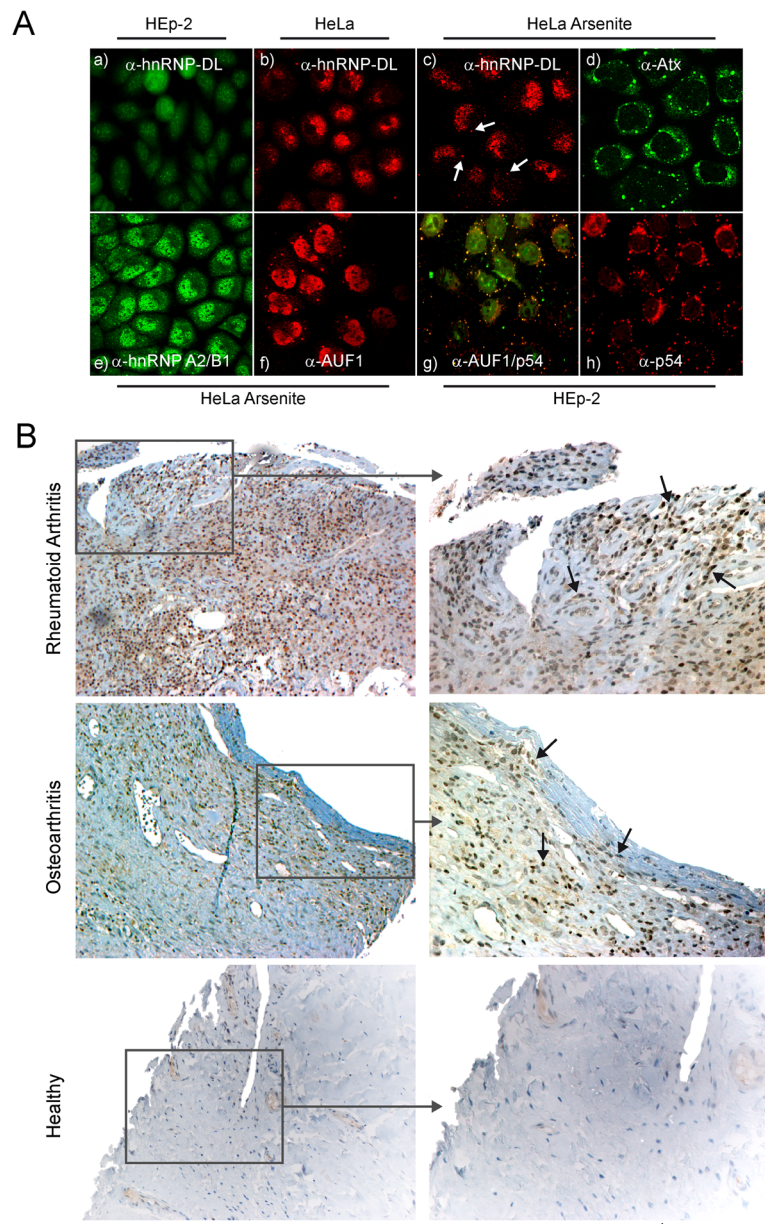 A
HEp-2
HeLa
HeLa Arsenite
a)
α-hnRNP-DL
b)
α-hnRNP-DL
c)
α-hnRNP-DL
d)
α-Atx
e)
α-hnRNP A2/B1
f)
α-AUF1
g)
α-AUF1/p54
h)
α-p54
HeLa Arsenite
HEp-2
B
Rheumatoid Arthritis
Osteoarthritis
Healthy